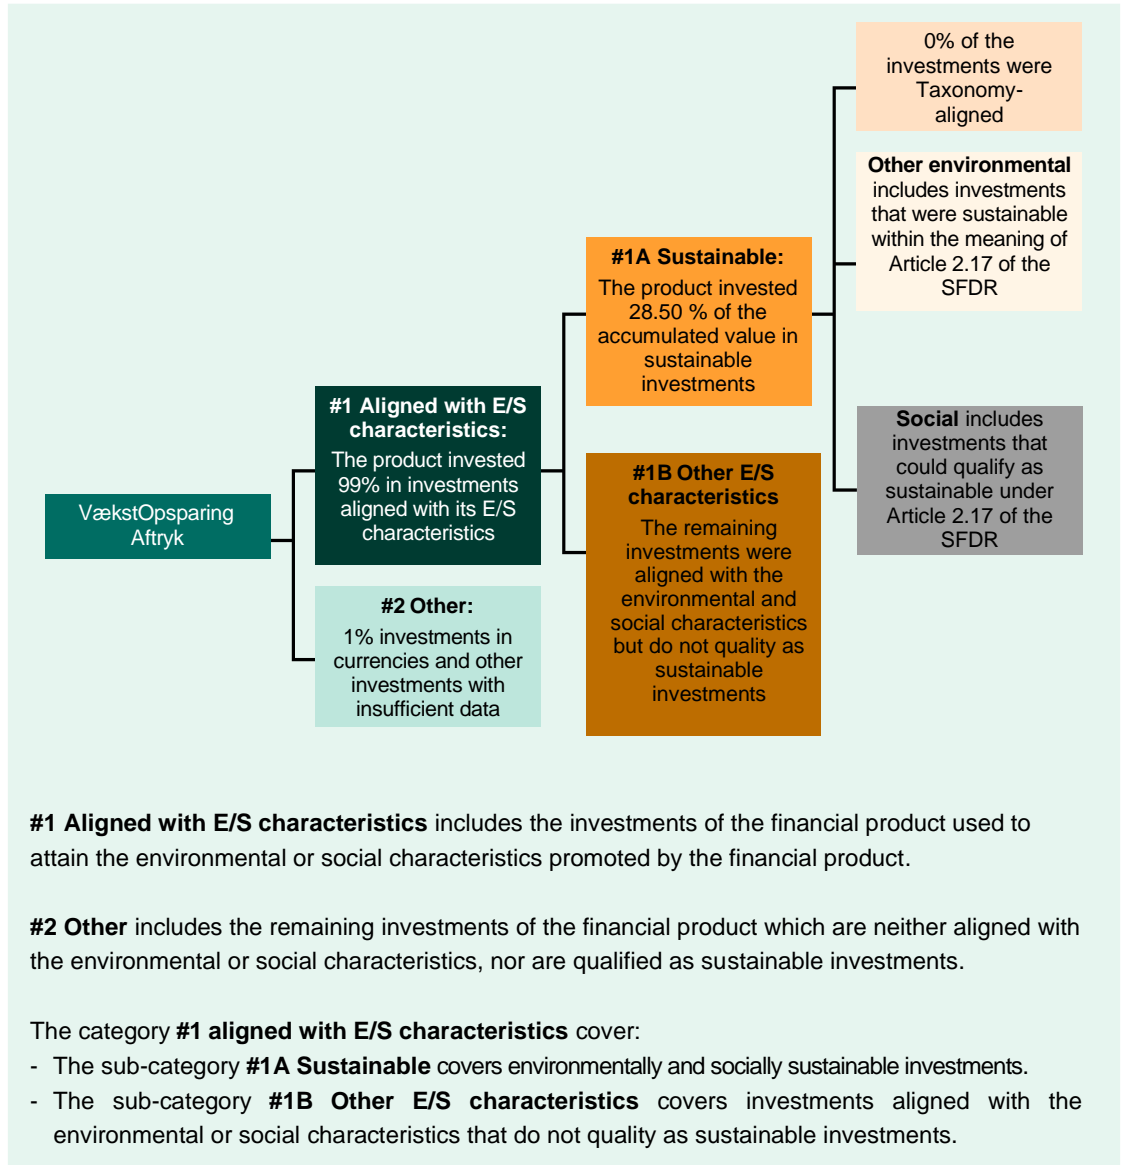 VækstOpsparing
Aftryk
#1 Aligned with E/S
characteristics:
The product invested
99% in investments
aligned with its E/S
characteristics
#2 Other:
1% investments in
currencies and other
investments with
insufficient data
#1A Sustainable:
The product invested
28.50 % of the
accumulated value in
sustainable
investments
#1B Other E/S
characteristics
The remaining
investments were
aligned with the
environmental and
social characteristics
but do not quality as
sustainable
investments
0% of the
investments were
Taxonomy-
aligned
Other environmental
includes investments
that were sustainable
within the meaning of
Article 2.17 of the
SFDR
Social includes
investments that
could qualify as
sustainable under
Article 2.17 of the
SFDR
#1 Aligned with E/S characteristics includes the investments of the financial product used to
attain the environmental or social characteristics promoted by the financial product.
#2 Other includes the remaining investments of the financial product which are neither aligned with
the environmental or social characteristics, nor are qualified as sustainable investments.
The category #1 aligned with E/S characteristics cover:
- The sub-category #1A Sustainable covers environmentally and socially sustainable investments.
- The sub-category #1B Other E/S characteristics covers investments aligned with the
environmental or social characteristics that do not quality as sustainable investments.